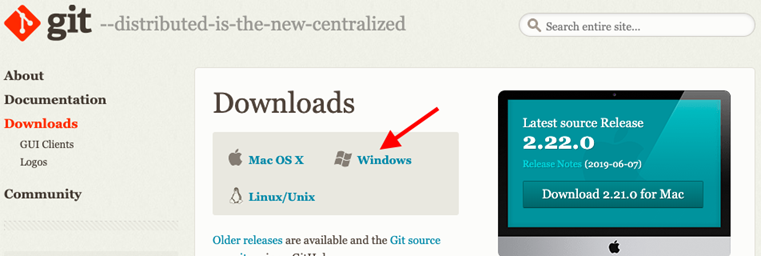 git --distributed-is-the-new-centralized
Search entire site...
About
Documentation
Downloads
GUI Clients
Logos
Community
Downloads
Mac OS X
Windows
Linux/Unix
Older releases are available and the Git source
Latest source Release
2.22.0
Release Notes (2019-06-07)
Download 2.21.0 for Mac